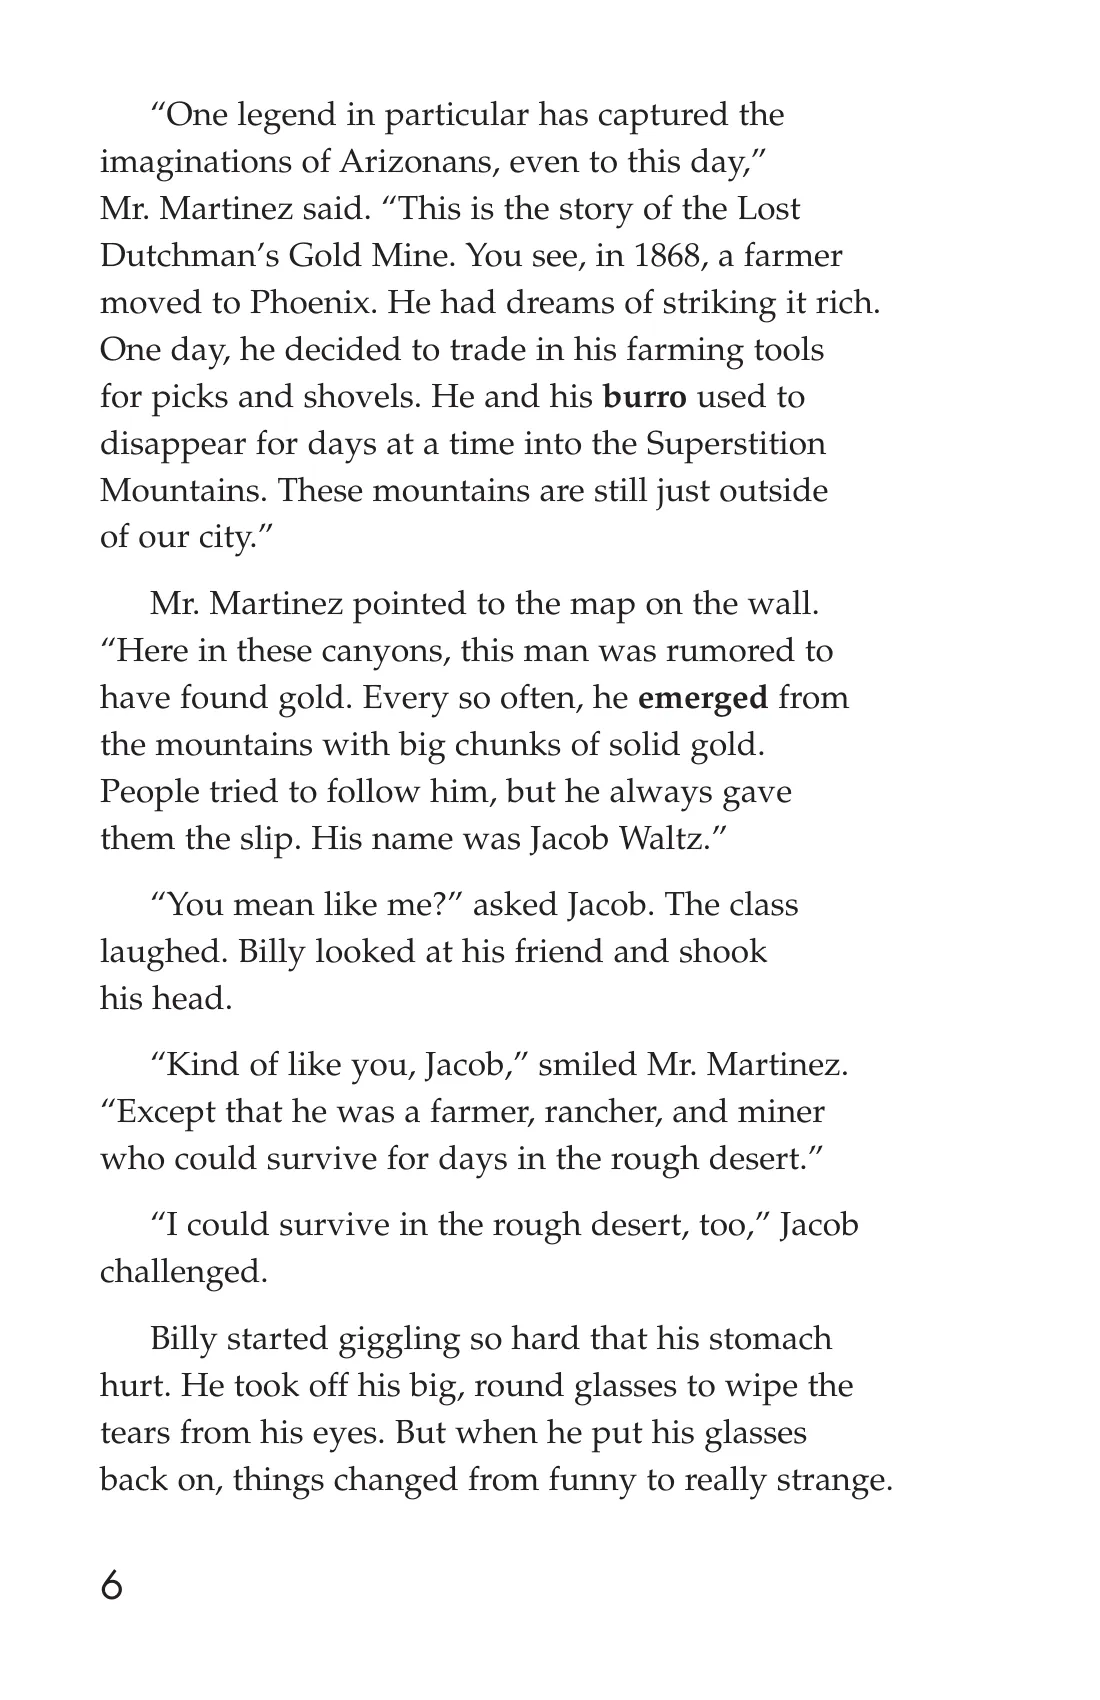 “One legend in particular has captured the
imaginations of Arizonans, even to this day,”
Mr. Martinez said. “This is the story of the Lost
Dutchman’s Gold Mine. You see, in 1868, a farmer
moved to Phoenix. He had dreams of striking it rich.
One day, he decided to trade in his farming tools
for picks and shovels. He and his burro used to
disappear for days at a time into the Superstition
Mountains. These mountains are still just outside
of our city.”
Mr. Martinez pointed to the map on the wall.
“Here in these canyons, this man was rumored to
have found gold. Every so often, he emerged from
the mountains with big chunks of solid gold.
People tried to follow him, but he always gave
them the slip. His name was Jacob Waltz.”
“You mean like me?” asked Jacob. The class
laughed. Billy looked at his friend and shook
his head.
“Kind of like you, Jacob,” smiled Mr. Martinez.
“Except that he was a farmer, rancher, and miner
who could survive for days in the rough desert.”
“I could survive in the rough desert, too,” Jacob
challenged.
Billy started giggling so hard that his stomach
hurt. He took off his big, round glasses to wipe the
tears from his eyes. But when he put his glasses
back on, things changed from funny to really strange.
6